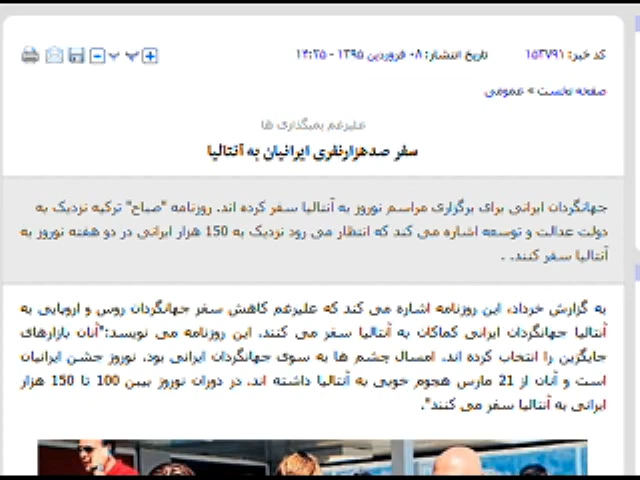 کد خبر: ۱۵۳۷۹۱ تاریخ انتشار: ۰۸ فروردین ۱۳۹۵ - ۱۴:۲۵
صفحه نخست » عمومی
علیرغم بمبگذاری ها
سفر صدهزارنفری ایرانیان به آنتالیا
جهانگردان ایرانی برای برگزاری مراسم نوروز به آنتالیا سفر کرده اند. روزنامه "صباح" ترکیه نزدیک به
دولت عدالت و توسعه اشاره می کند که انتظار می رود نزدیک به 150 هزار ایرانی در دو هفته نوروز به
آنتالیا سفر کنند. .
به گزارش خرداد، این روزنامه اشاره می کند که علیرغم کاهش سفر جهانگردان روس و اروپایی به
آنتالیا جهانگردان ایرانی کماکان به آنتالیا سفر می کنند. این روزنامه می نویسد:"آنان بازارهای
جایگزین را انتخاب کرده اند. امسال چشم ها به سوی جهانگردان ایرانی بود. نوروز جشن ایرانیان
است و آنان از 21 مارس هجوم خوبی به آنتالیا داشته اند. در دوران نوروز بیین 100 تا 150 هزار
ایرانی به آنتالیا سفر می کنند".